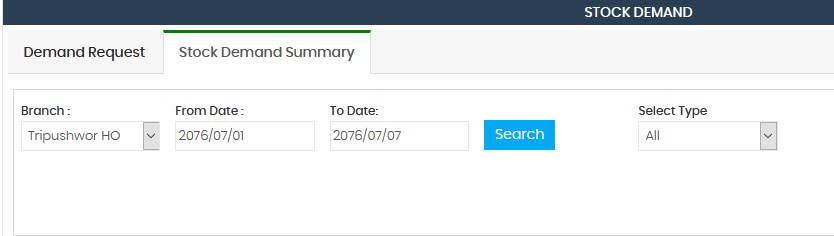 STOCK DEMAND
Demand Request Stock Demand Summary
Branch : From Date : To Date: Select Type
Tripushwor HO 2076/07/01 2076/07/07 Search All